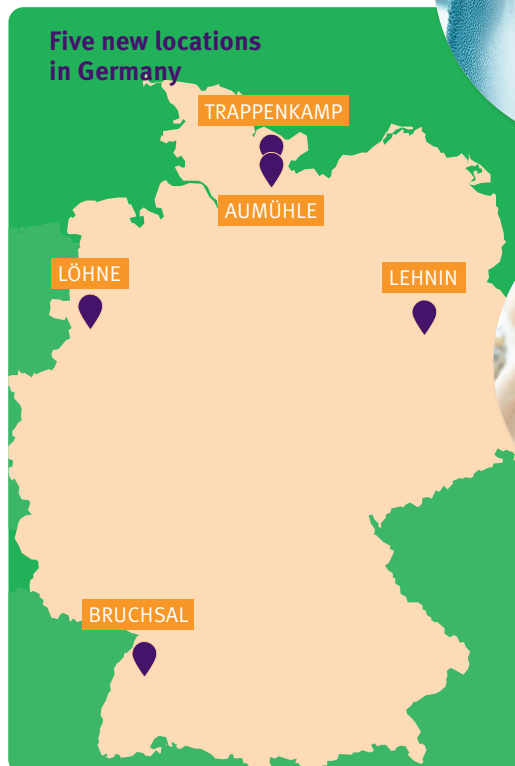 Five new locations
in Germany
TRAPPENKAMP
AUMÜHLE
LÖHNE
LEHNIN
BRUCHSAL